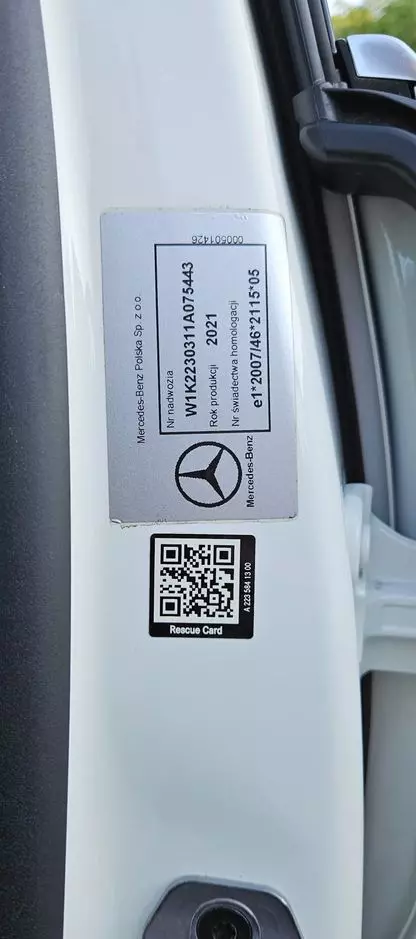 Mercedes-Benz Polska Sp. z o.o.
000501426
Nr nadwozia
W1K2230311A075443
Rok produkcji 2021
Nr świadectwa homologacji
e1*2007/46*2115*05
Mercedes-Benz
A 223 584 13 00
Rescue Card